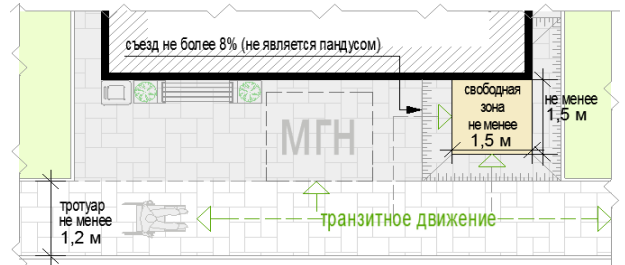 съезд не более 8% (не является пандусом)
свободная
зона
не менее
1,5 м
не менее
1,5 м
МГН
тротуар
не менее
1,2 м
транзитное движение